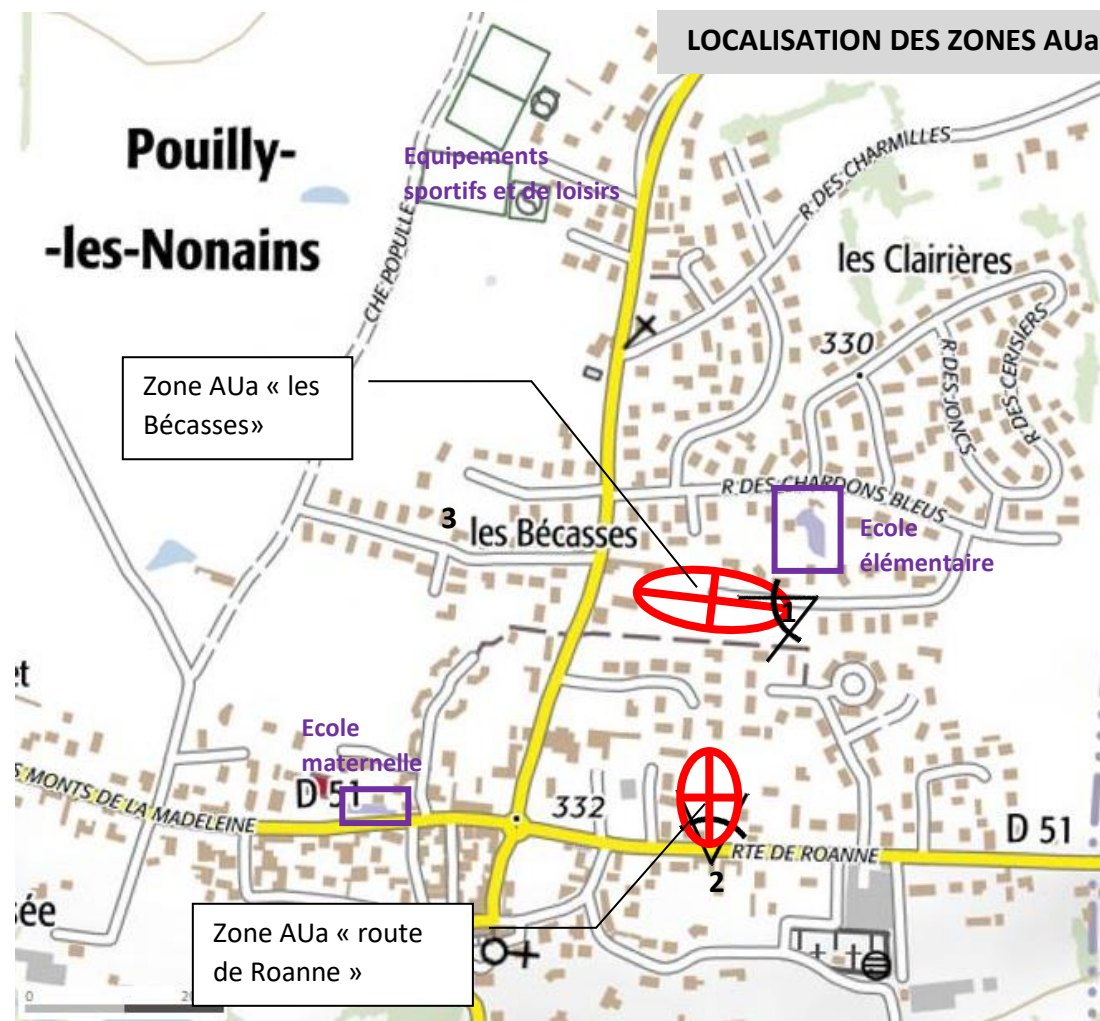 LOCALISATION DES ZONES AUa
Pouilly-
-les-Nonains
Equipements
sportifs et de loisirs
CHE POPULLE
R DES CHARMILLES
les Clairières
330
R DES JONCS
R DES CERISIERS
Zone AUa « les
Bécasses»
R DES CHARDONS BLEUS
3
les Bécasses
Ecole
élémentaire
1
et
Ecole
maternelle
S MONTS DE LA MADELEINE
D 51
332
RTE DE ROANNE
D 51
2
sée
Zone AUa « route
de Roanne »
0